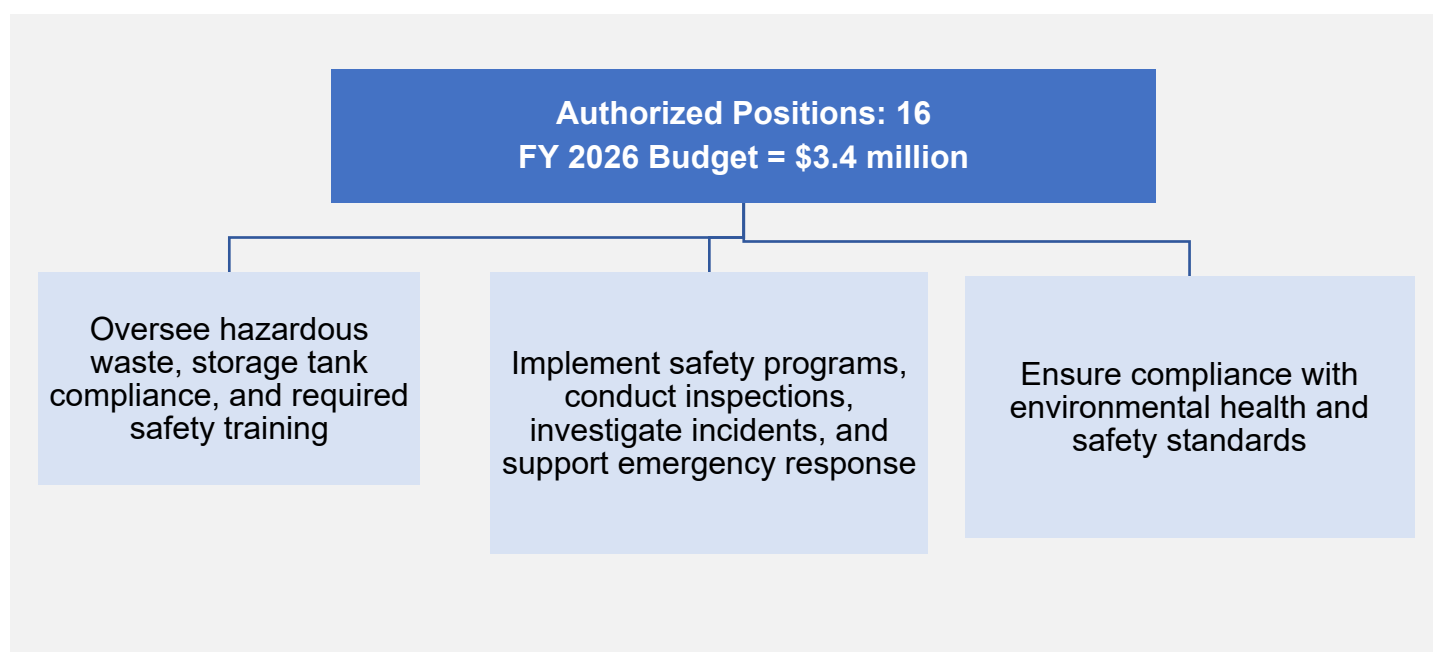 Authorized Positions: 16
FY 2026 Budget = $3.4 million
Oversee hazardous
waste, storage tank
compliance, and required
safety training
Implement safety programs,
conduct inspections,
investigate incidents, and
support emergency response
Ensure compliance with
environmental health and
safety standards